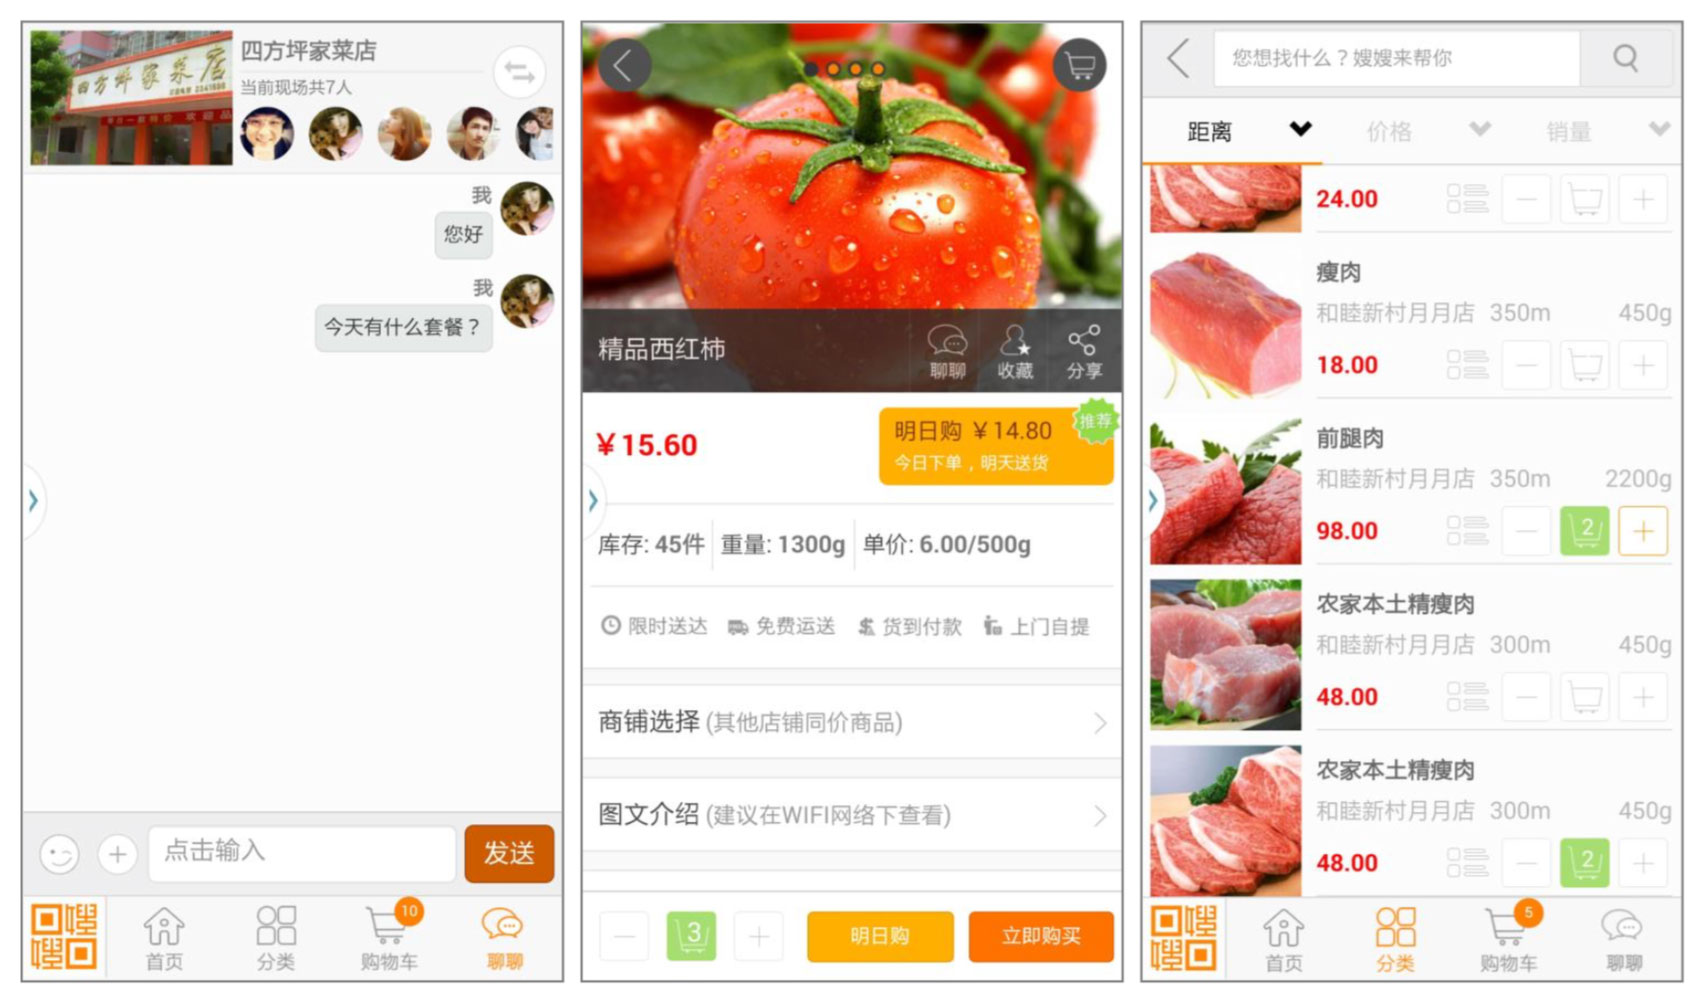 四方坪家菜店
四方坪家菜店
当前现场共7人
我
您好
我
今天有什么套餐？
点击输入
发送
嫂
嫂
首页
分类
10
购物车
聊聊
精品西红柿
聊聊
收藏
分享
￥15.60
明日购 ￥14.80
推荐
今日下单，明天送货
库存: 45件
重量: 1300g
单价: 6.00/500g
限时送达
免费运送
货到付款
上门自提
商铺选择 (其他店铺同价商品)
图文介绍 (建议在WIFI网络下查看)
3
明日购
立即购买
您想找什么？嫂嫂来帮你
距离
价格
销量
24.00
瘦肉
和睦新村月月店 350m 450g
18.00
前腿肉
和睦新村月月店 350m 2200g
98.00
2
农家本土精瘦肉
和睦新村月月店 300m 450g
48.00
农家本土精瘦肉
和睦新村月月店 300m 450g
48.00
2
嫂
嫂
首页
分类
5
购物车
聊聊